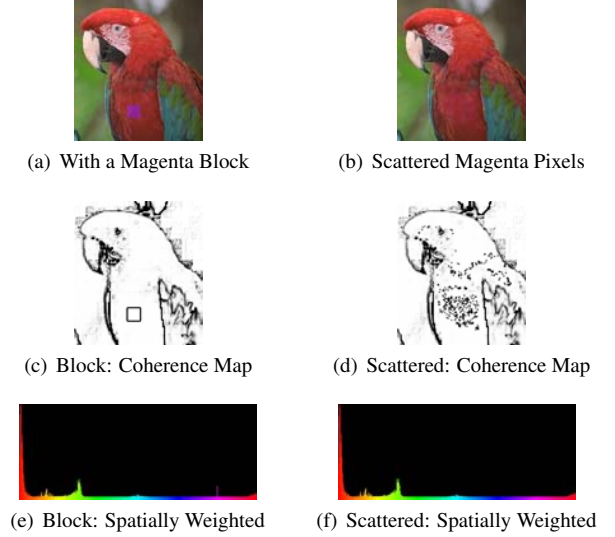 (a) With a Magenta Block
(b) Scattered Magenta Pixels
(c) Block: Coherence Map
(d) Scattered: Coherence Map
(e) Block: Spatially Weighted
(f) Scattered: Spatially Weighted